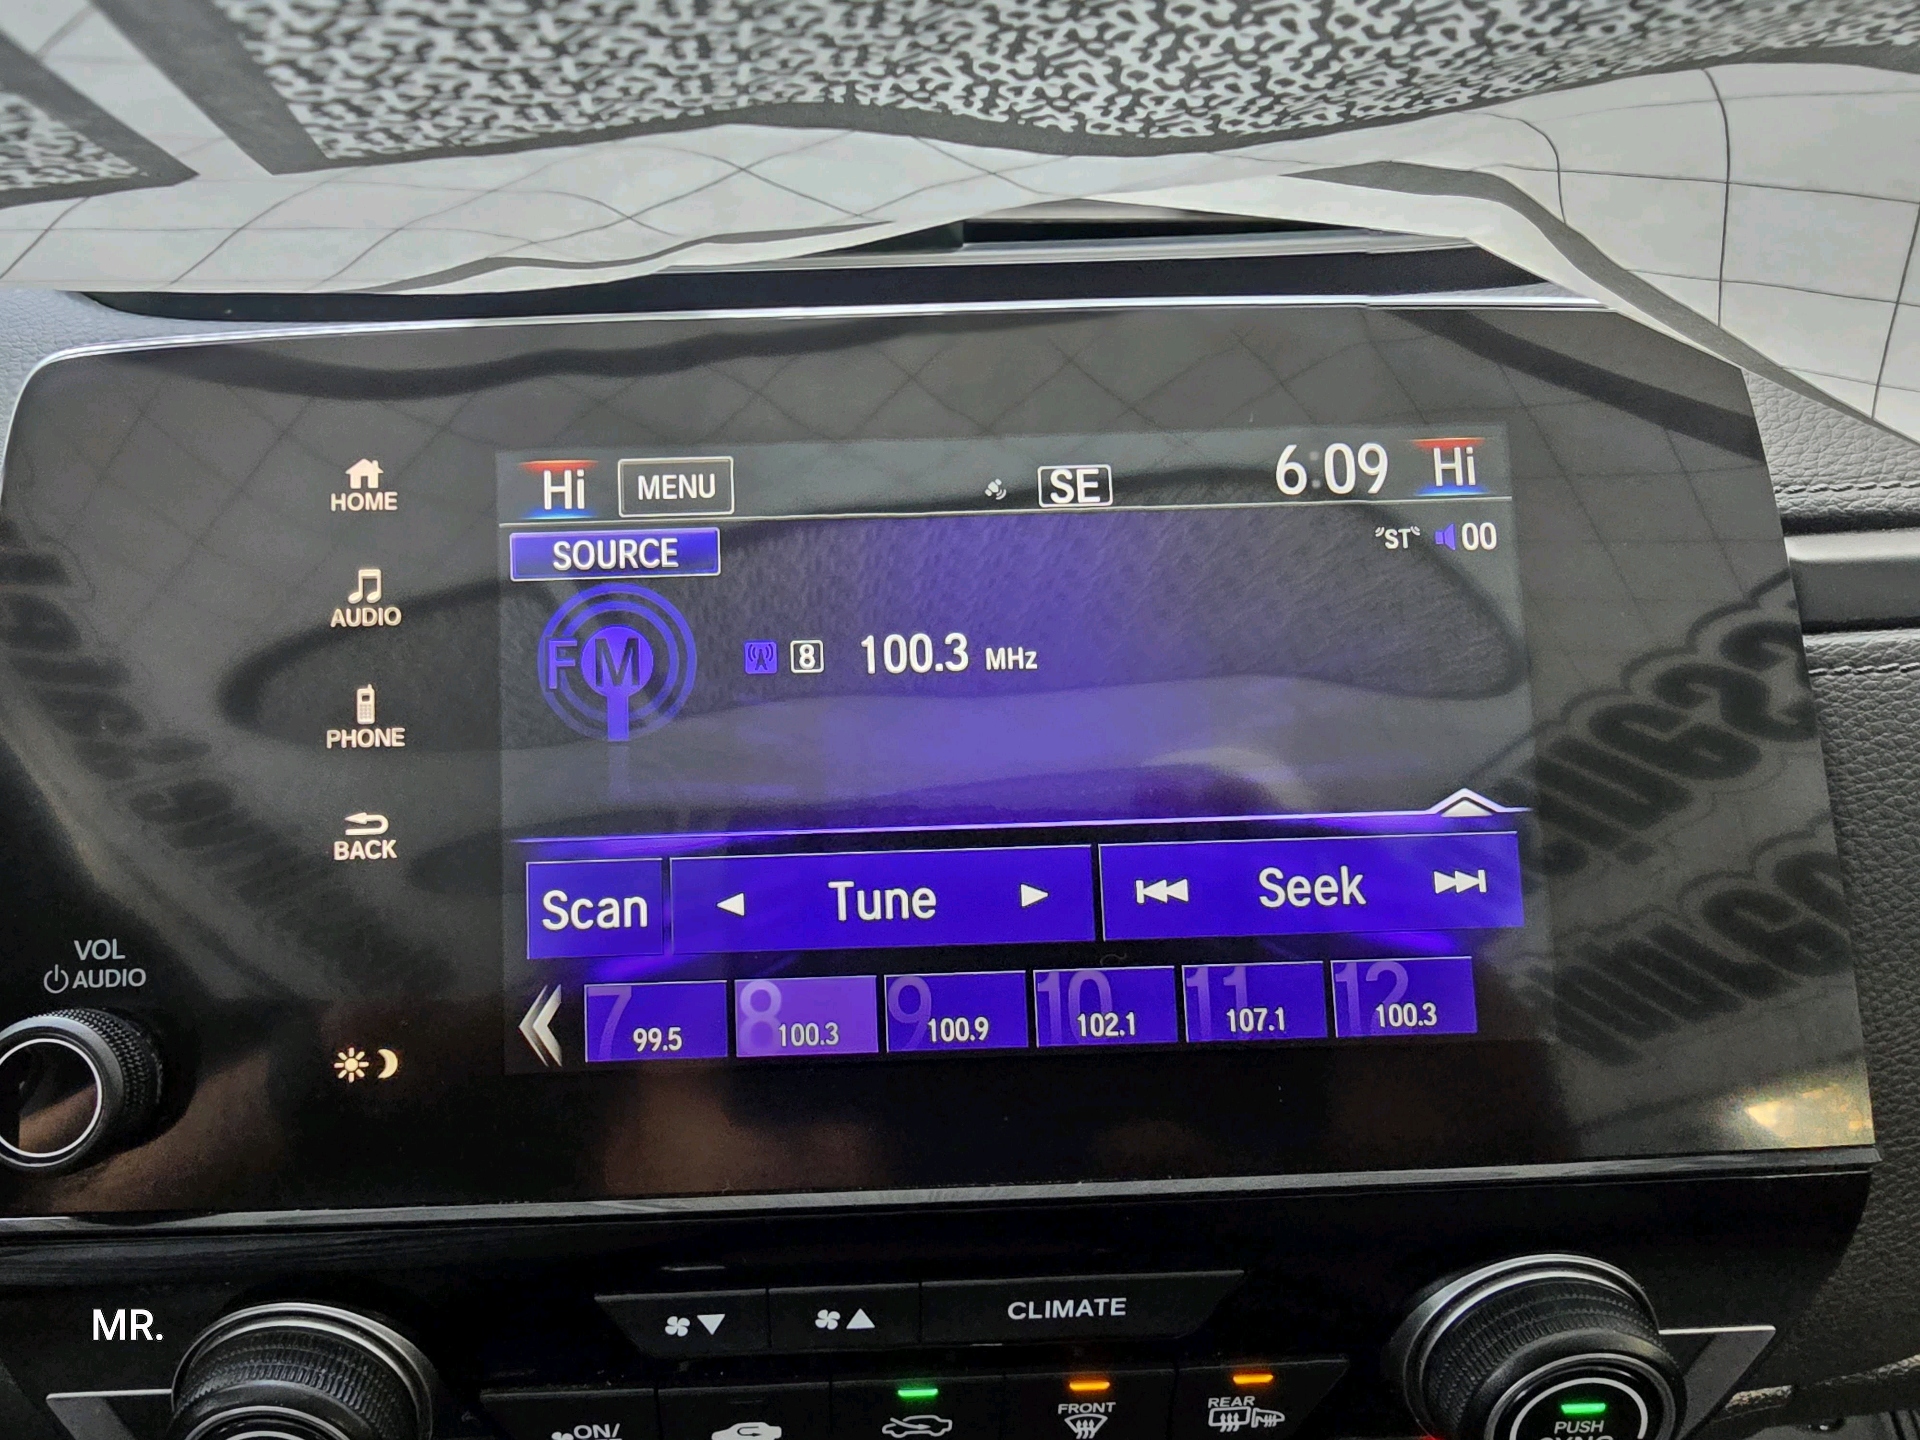 Hi MENU SE 6:09 Hi
SOURCE "ST" 00
FM 8 100.3 MHz
HOME
AUDIO
PHONE
BACK
Scan Tune Seek
7 99.5 8 100.3 9 100.9 10 102.1 11 107.1 12 100.3
VOL
AUDIO
CLIMATE
MR.
ON/
FRONT
REAR
PUSH